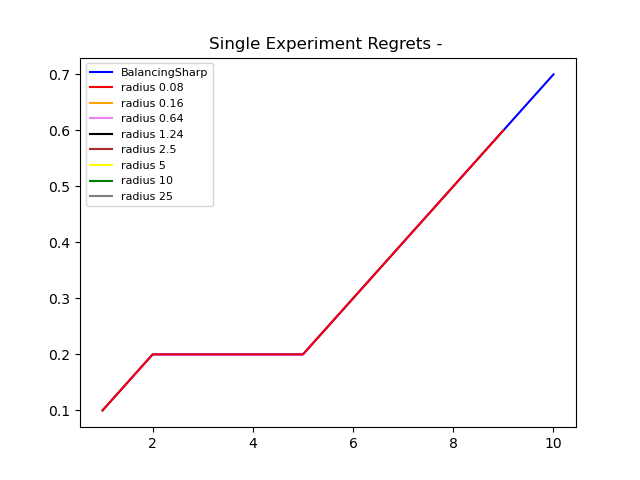 Single Experiment Regrets -
BalancingSharp
radius 0.08
radius 0.16
radius 0.64
radius 1.24
radius 2.5
radius 5
radius 10
radius 25
0.7
0.6
0.5
0.4
0.3
0.2
0.1
2 4 6 8 10